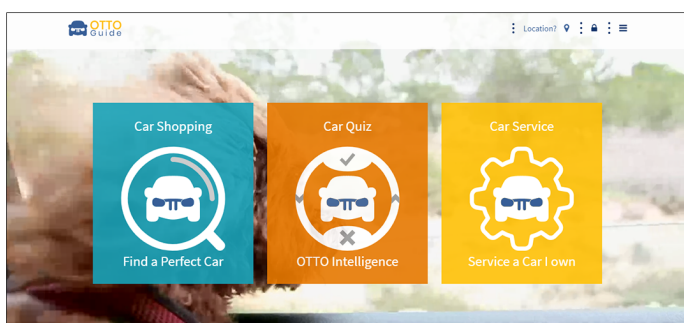 OTTO
Guide
Location?
Car Shopping
Find a Perfect Car
Car Quiz
OTTO Intelligence
Car Service
Service a Car I own